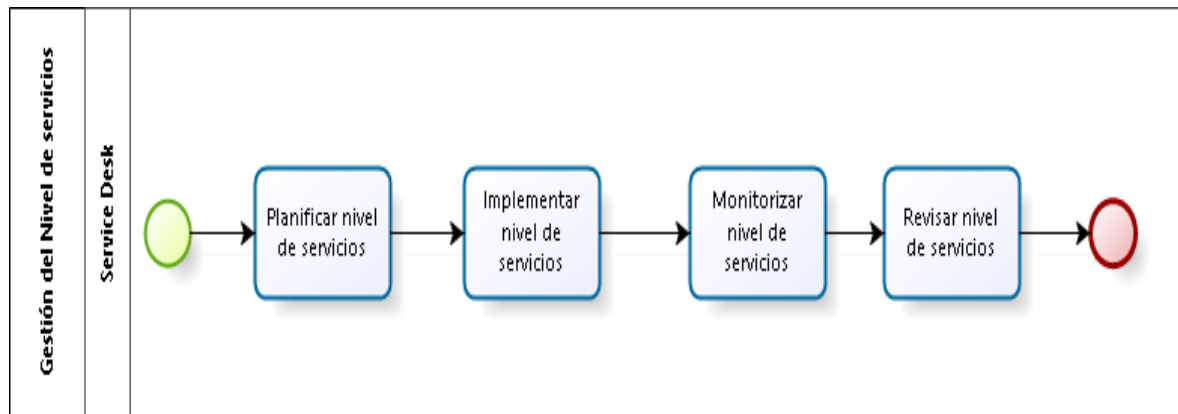 Gestión del Nivel de servicios
Service Desk
Planificar nivel
de servicios
Implementar
nivel de
servicios
Monitorizar
nivel de
servicios
Revisar nivel
de servicios